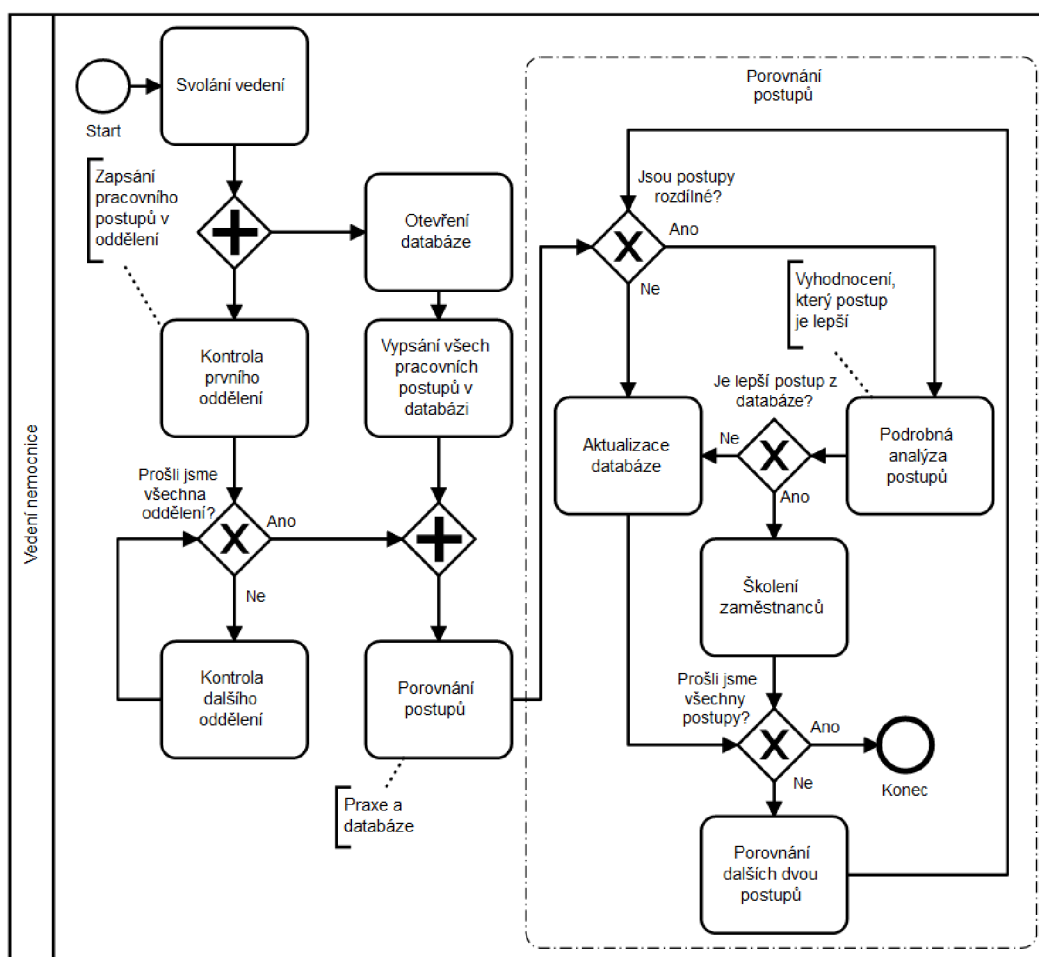 Vedení nemocnice
Start
Svolání vedení
Zapsání
pracovního
postupů v
oddělení
Otevření
databáze
Kontrola
prvního
oddělení
Vypsání všech
pracovních
postupů v
databázi
Prošli jsme
všechna
oddělení?
Ano
Ne
Kontrola
dalšího
oddělení
Porovnání
postupů
Praxe a
databáze
Porovnání
postupů
Jsou postupy
rozdílné?
Ano
Ne
Vyhodnocení,
který postup
je lepší
Je lepší postup z
databáze?
Aktualizace
databáze
Ne
Ano
Podrobná
analýza
postupů
Školení
zaměstnanců
Prošli jsme
všechny
postupy?
Ano
Ne
Konec
Porovnání
dalších dvou
postupů